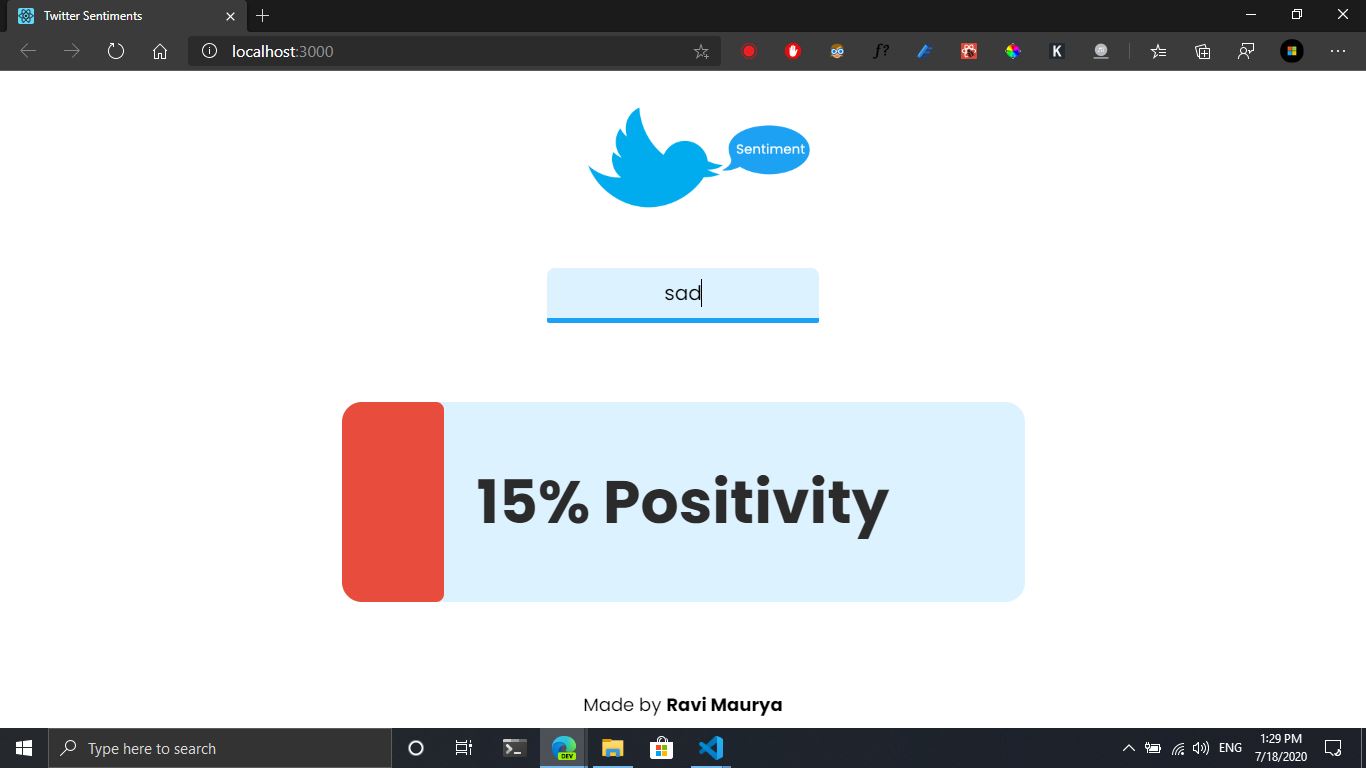 Twitter Sentiments
localhost:3000
f?
K
Sentiment
sad
15% Positivity
Made by Ravi Maurya
Type here to search
DEV
ENG
1:29 PM
7/18/2020